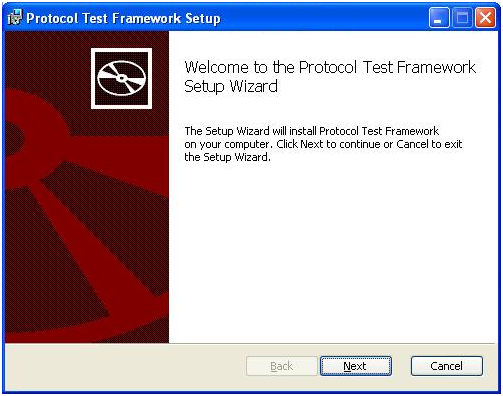 Protocol Test Framework Setup
Welcome to the Protocol Test Framework
Setup Wizard
The Setup Wizard will install Protocol Test Framework
on your computer. Click Next to continue or Cancel to exit
the Setup Wizard.
Back Next Cancel